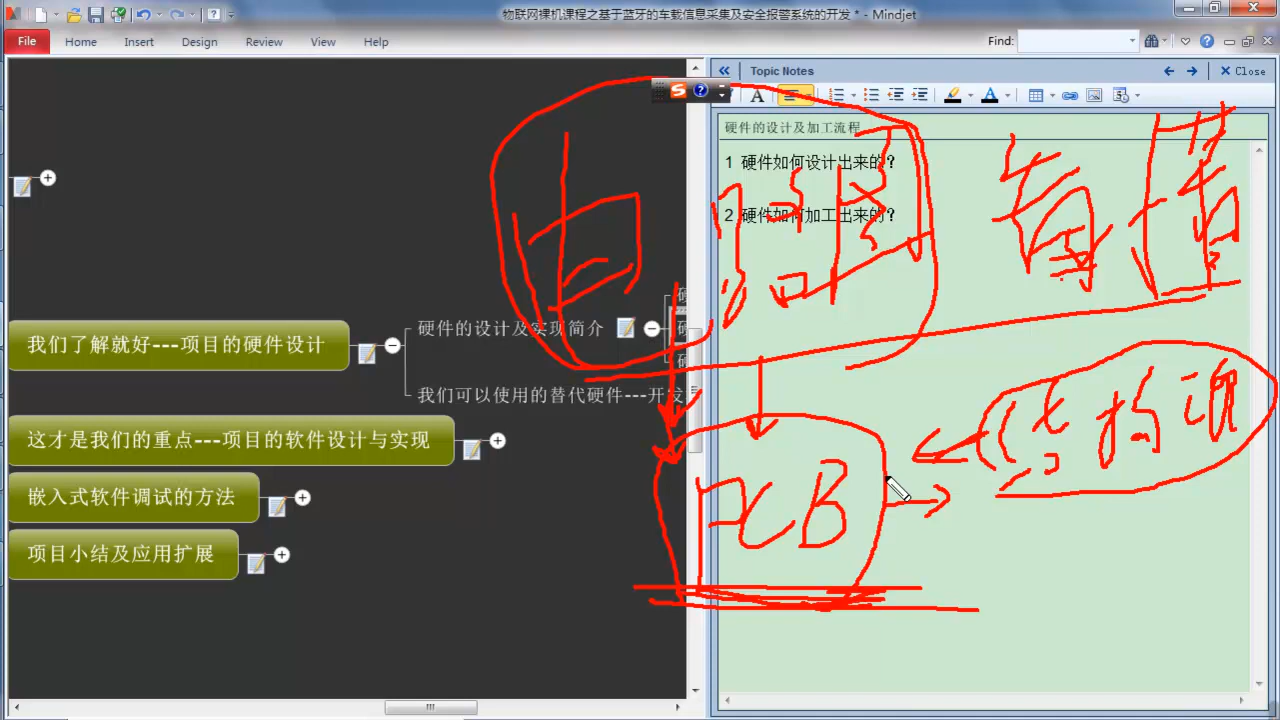 物联网裸机课程之基于蓝牙的车载信息采集及安全报警系统的开发 * - Mindjet
File Home Insert Design Review View Help
Find:
Topic Notes
Close
硬件的设计及加工流程
1 硬件如何设计出来的?
2 硬件如何加工出来的?
我们了解就好---项目的硬件设计
硬件的设计及实现简介
我们可以使用的替代硬件---开发
这才是我们的重点---项目的软件设计与实现
嵌入式软件调试的方法
项目小结及应用扩展
电
图
结构
PCB